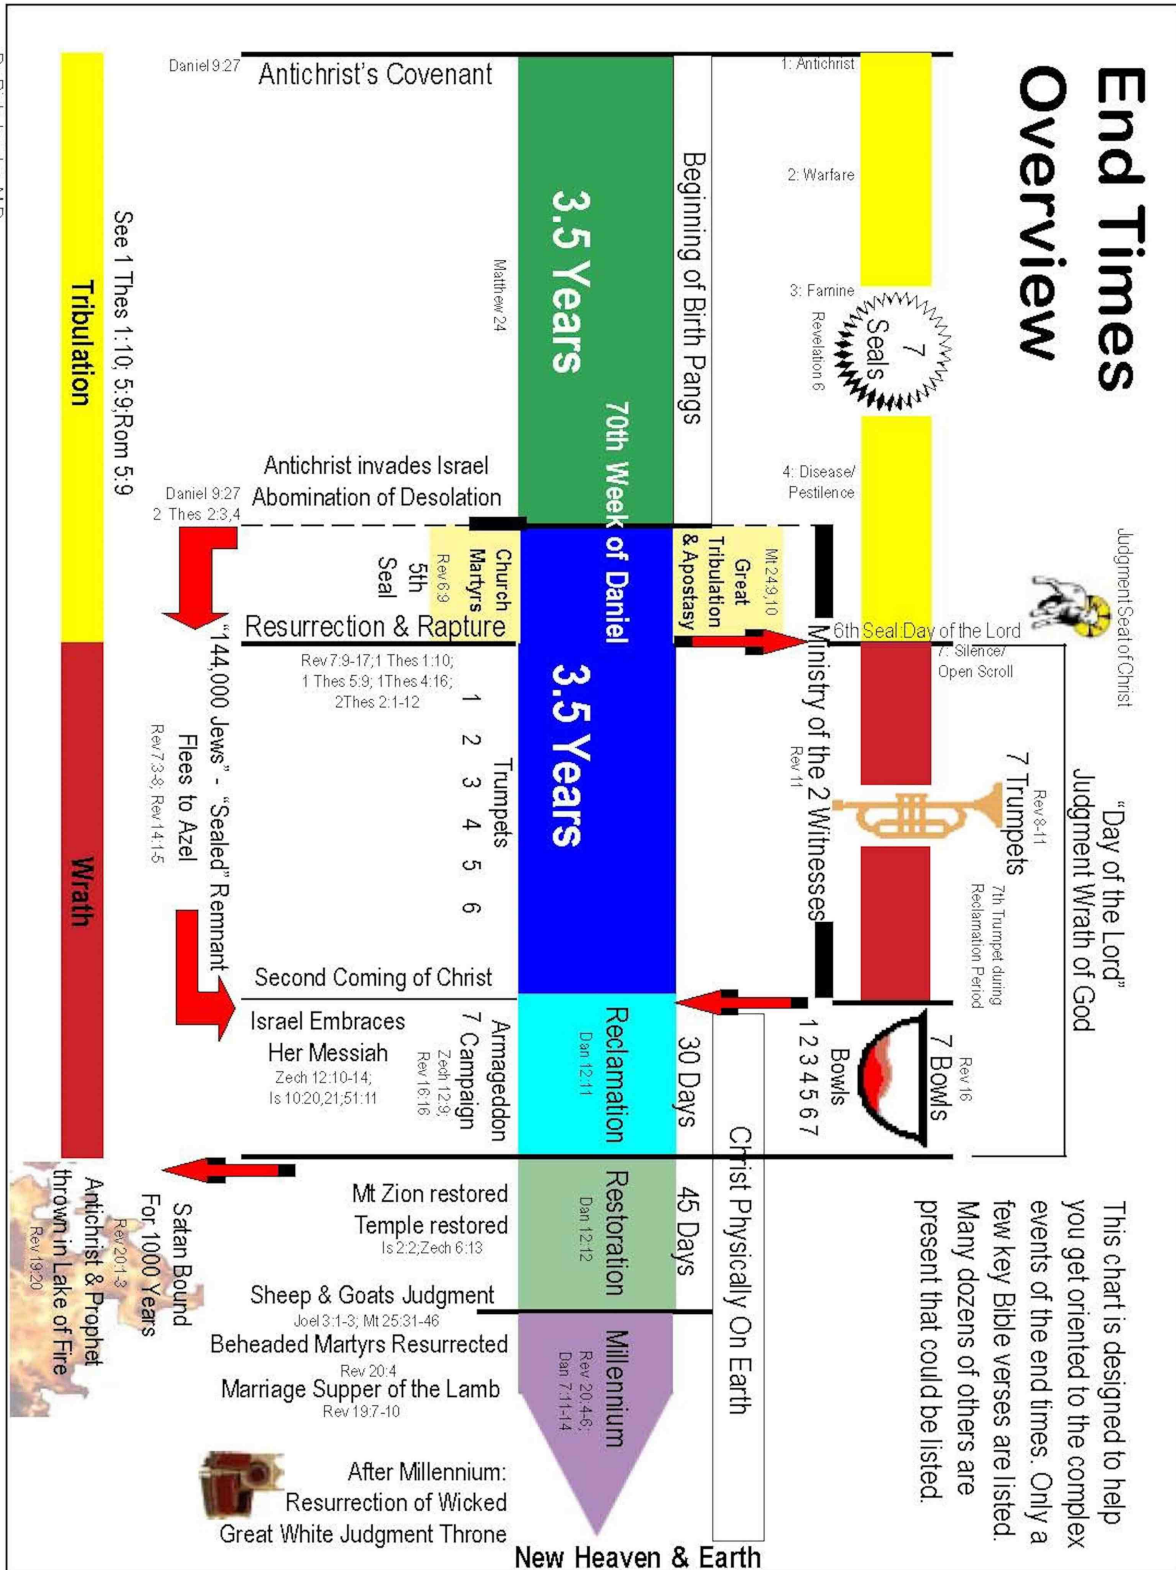 End Times
Overview
This chart is designed to help
you get oriented to the complex
events of the end times. Only a
few key Bible verses are listed.
Many dozens of others are
present that could be listed.
Judgment Seat of Christ
"Day of the Lord"
Judgment Wrath of God
Rev 8-11
7 Trumpets
7th Trumpet during
Reclamation Period
Rev 16
7 Bowls
7
Seals
1: Antichrist
2: Warfare
3: Famine
Revelation 6
4: Disease/
Pestilence
6th Seal:Day of the Lord
7: Silence/
Open Scroll
Ministry of the 2 Witnesses
Rev 11
1 2 3 4 5 6 7
Bowls
Christ Physically On Earth
Beginning of Birth Pangs
Mt 24:9,10
Great
Tribulation
& Apostasy
30 Days
45 Days
70th Week of Daniel
3.5 Years
3.5 Years
Reclamation
Dan 12:11
Restoration
Dan 12:12
Millennium
Rev 20:4-6;
Dan 7:11-14
New Heaven & Earth
Matthew 24
Daniel 9:27
Antichrist's Covenant
Antichrist invades Israel
Daniel 9:27
Abomination of Desolation
2 Thes 2:3,4
Church
Martyrs
Rev 6:9
5th
Seal
Resurrection & Rapture
Rev 7:9-17;1 Thes 1:10;
1 Thes 5:9; 1Thes 4:16;
2Thes 2:1-12
Trumpets
1 2 3 4 5 6
Second Coming of Christ
Israel Embraces
Her Messiah
Zech 12:10-14;
Is 10:20,21;51:11
Armageddon
7 Campaign
Zech 12:9;
Rev 16:16
Mt Zion restored
Temple restored
Is 2:2;Zech 6:13
Sheep & Goats Judgment
Joel 3:1-3; Mt 25:31-46
Beheaded Martyrs Resurrected
Rev 20:4
Marriage Supper of the Lamb
Rev 19:7-10
After Millennium:
Resurrection of Wicked
Great White Judgment Throne
"144,000 Jews" - "Sealed" Remnant
Flees to Azel
Rev 7:3-8; Rev 14:1-5
See 1 Thes 1:10; 5:9;Rom 5:9
Tribulation
Wrath
Satan Bound
For 1000 Years
Rev 20:1-3
Antichrist & Prophet
thrown in Lake of Fire
Rev 19:20